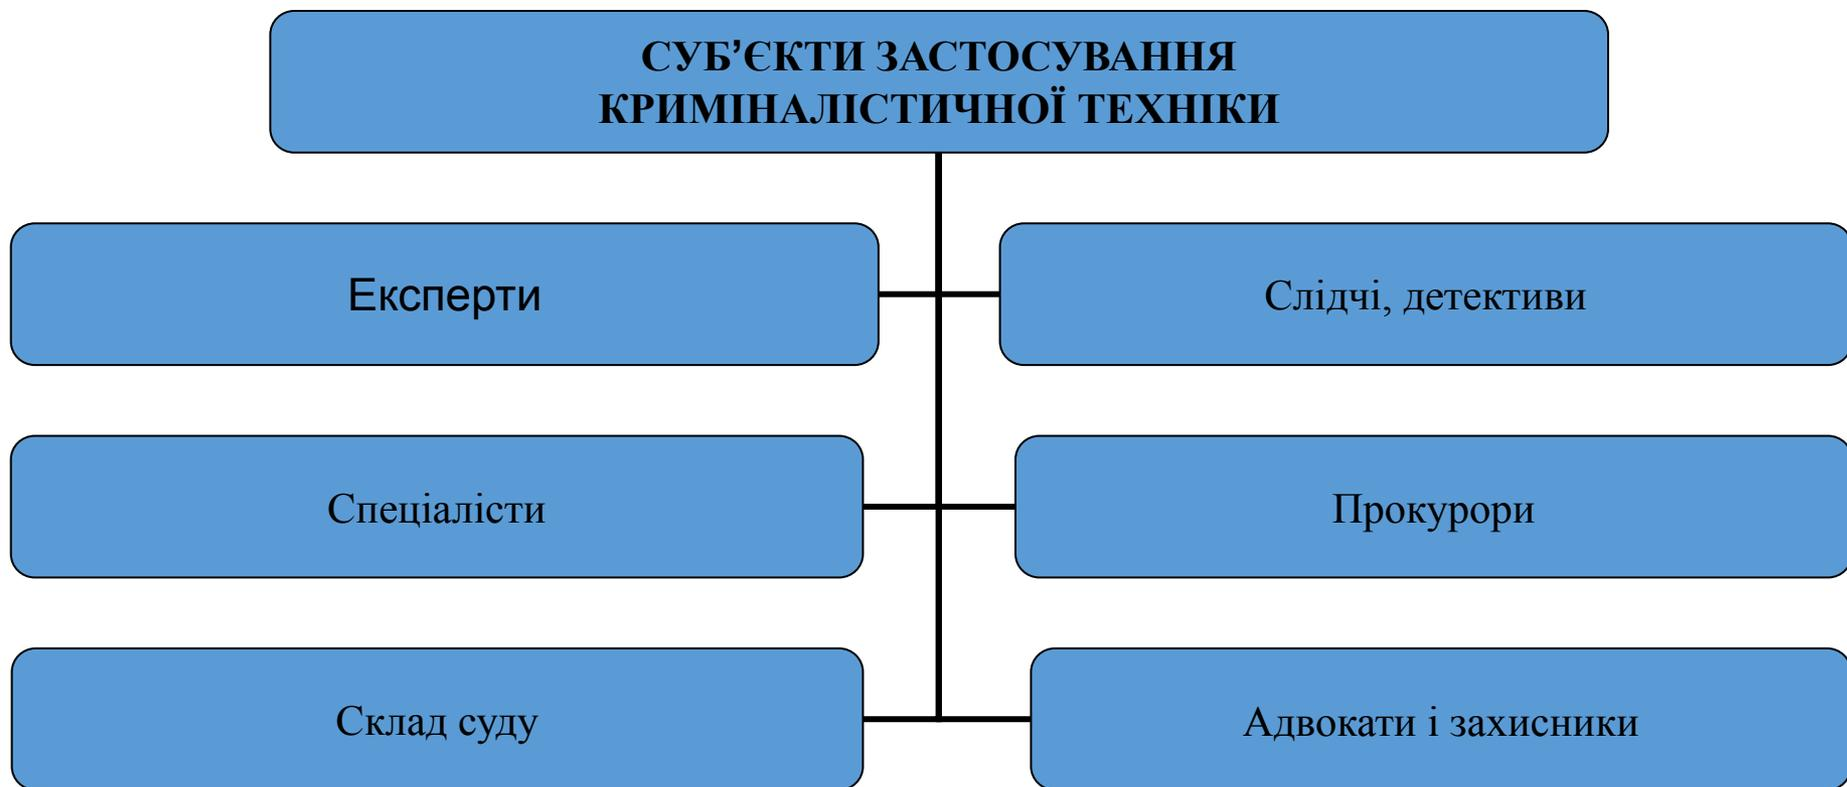 СУБ’ЄКТИ ЗАСТОСУВАННЯ
КРИМІНАЛІСТИЧНОЇ ТЕХНІКИ
Експерти
Слідчі, детективи
Спеціалісти
Прокурори
Склад суду
Адвокати і захисники